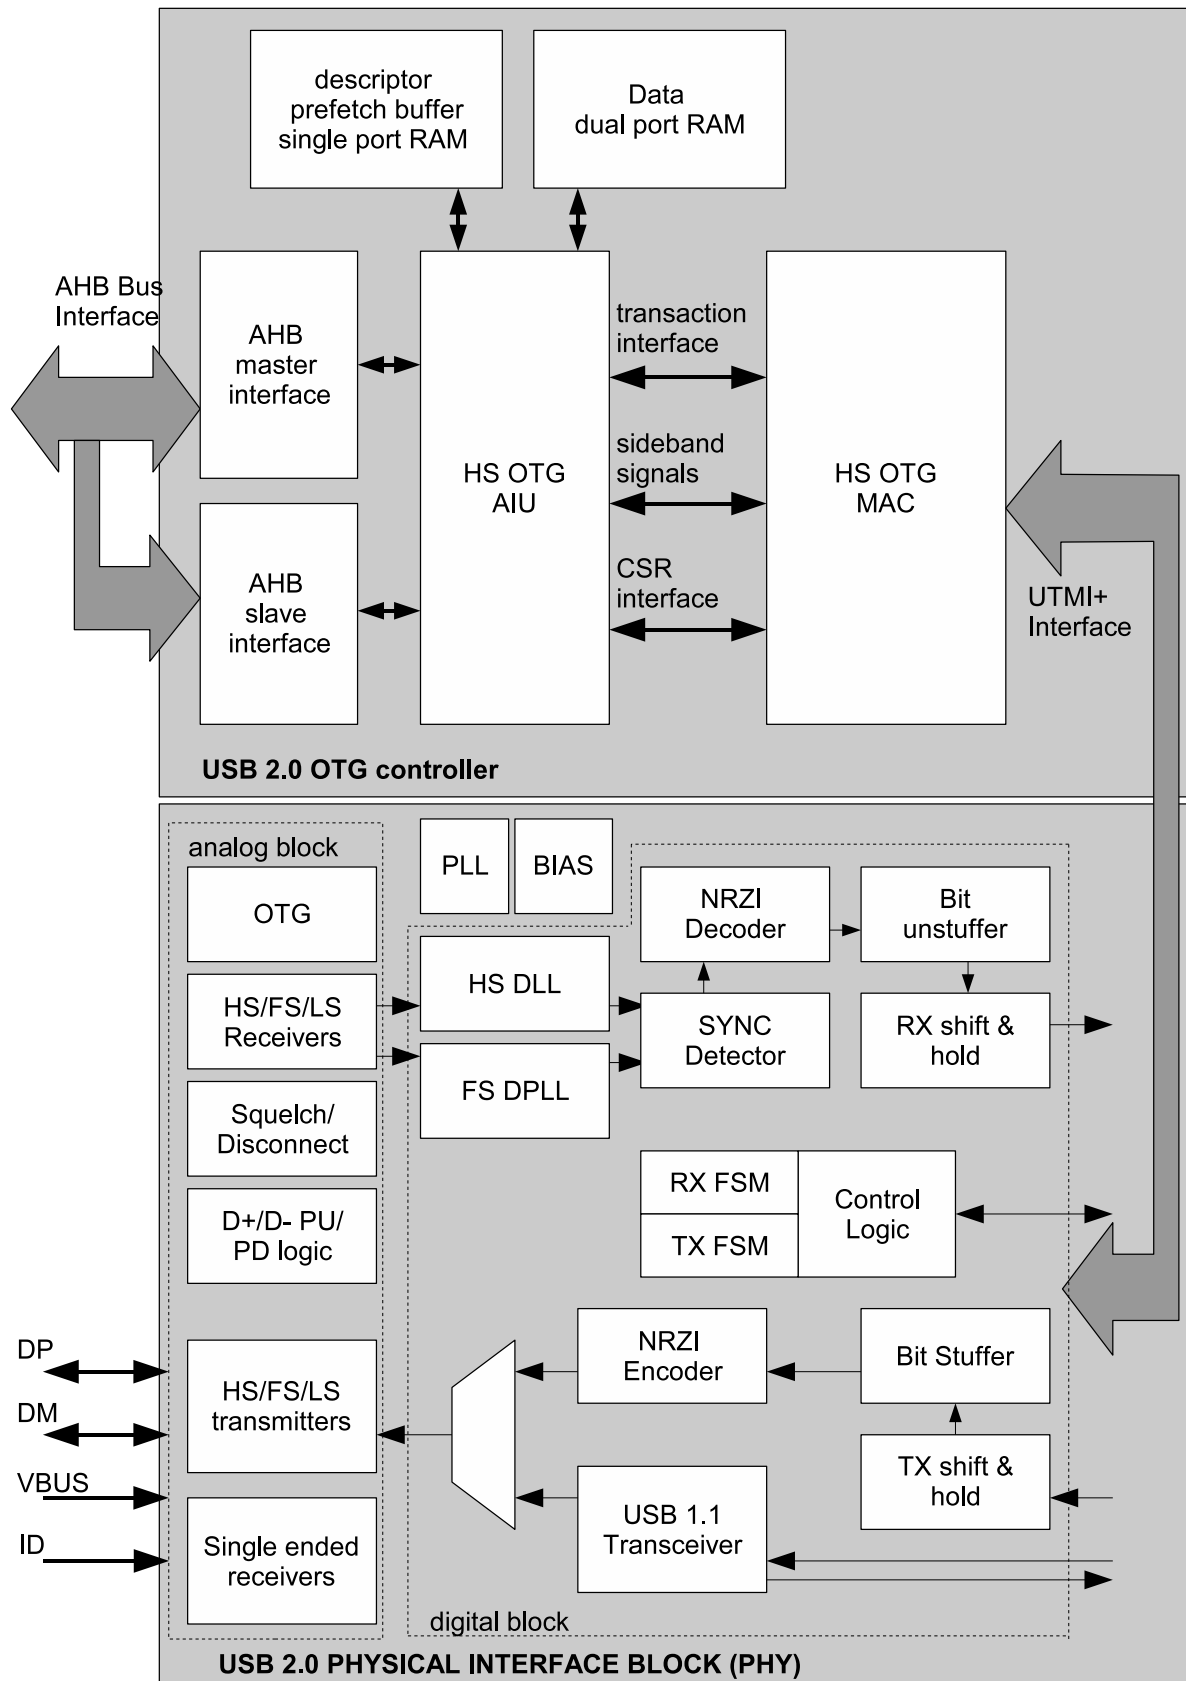 descriptor
prefetch buffer
single port RAM
Data
dual port RAM
AHB Bus
Interface
AHB
master
interface
HS OTG
AIU
transaction
interface
sideband
signals
CSR
interface
HS OTG
MAC
AHB
slave
interface
UTMI+
Interface
USB 2.0 OTG controller
analog block
OTG
HS/FS/LS
Receivers
Squelch/
Disconnect
D+/D- PU/
PD logic
HS/FS/LS
transmitters
Single ended
receivers
DP
DM
VBUS
ID
PLL
BIAS
HS DLL
FS DPLL
NRZI
Decoder
SYNC
Detector
Bit
unstuffer
RX shift &
hold
RX FSM
TX FSM
Control
Logic
NRZI
Encoder
Bit Stuffer
TX shift &
hold
USB 1.1
Transceiver
digital block
USB 2.0 PHYSICAL INTERFACE BLOCK (PHY)